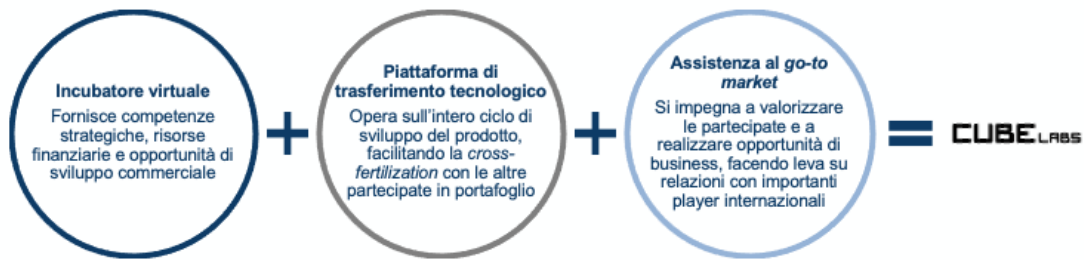 Incubatore virtuale
Fornisce competenze
strategiche, risorse
finanziarie e opportunità di
sviluppo commerciale
+
Piattaforma di
trasferimento tecnologico
Opera sull'intero ciclo di
sviluppo del prodotto,
facilitando la cross-
fertilization con le altre
partecipate in portafoglio
+
Assistenza al go-to
market
Si impegna a valorizzare
le partecipate e a
realizzare opportunità di
business, facendo leva su
relazioni con importanti
player internazionali
=
CUBE LABS